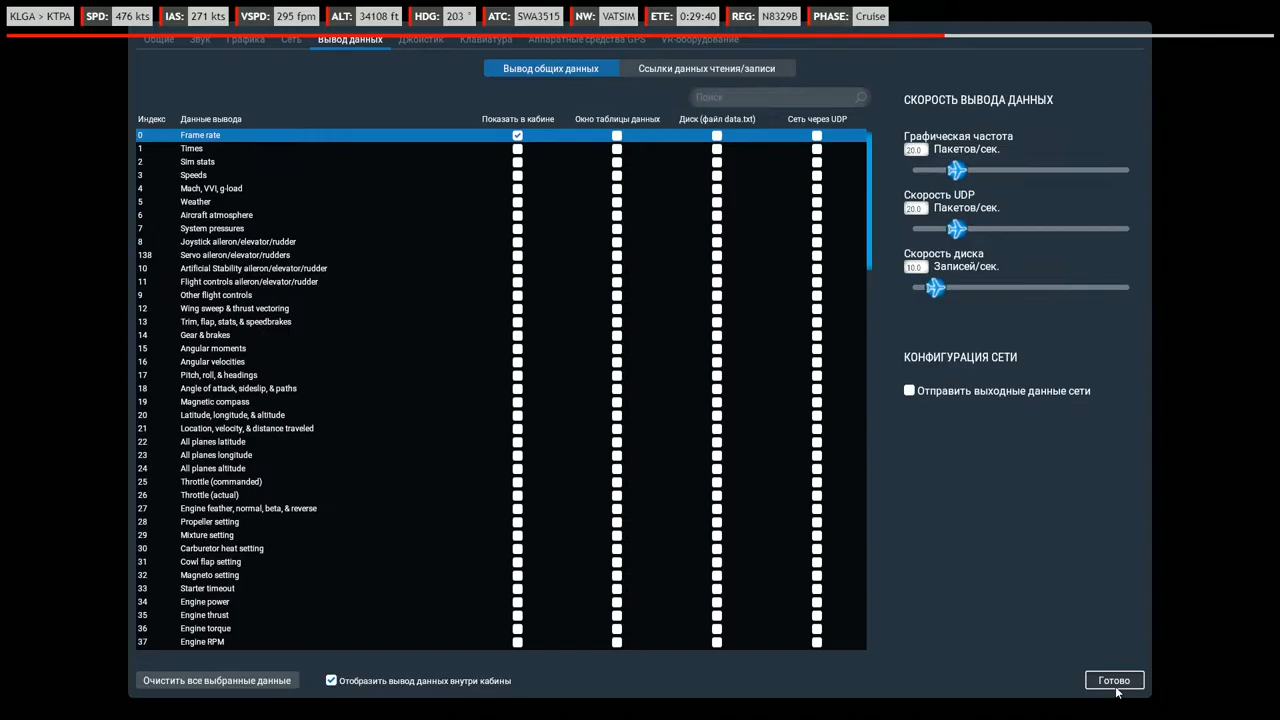 KLGA > KTPA SPD: 476 kts IAS: 271 kts VSPD: 295 fpm ALT: 34108 ft HDG: 203 ° ATC: SWA3515 NW: VATSIM ETE: 0:29:40 REG: N8329B PHASE: Cruise
Общие Звук Графика Сеть Вывод данных Джойстик Клавиатура Аппаратные средства GPS VR-оборудование
Вывод общих данных Ссылки данных чтения/записи
Поиск
Индекс Данные вывода Показать в кабине Окно таблицы данных Диск (файл data.txt) Сеть через UDP
0 Frame rate
1 Times
2 Sim stats
3 Speeds
4 Mach, VVI, g-load
5 Weather
6 Aircraft atmosphere
7 System pressures
8 Joystick aileron/elevator/rudder
138 Servo aileron/elevator/rudders
10 Artificial Stability aileron/elevator/rudder
11 Flight controls aileron/elevator/rudder
9 Other flight controls
12 Wing sweep & thrust vectoring
13 Trim, flap, stats, & speedbrakes
14 Gear & brakes
15 Angular moments
16 Angular velocities
17 Pitch, roll, & headings
18 Angle of attack, sideslip, & paths
19 Magnetic compass
20 Latitude, longitude, & altitude
21 Location, velocity, & distance traveled
22 All planes latitude
23 All planes longitude
24 All planes altitude
25 Throttle (commanded)
26 Throttle (actual)
27 Engine feather, normal, beta, & reverse
28 Propeller setting
29 Mixture setting
30 Carburetor heat setting
31 Cowl flap setting
32 Magneto setting
33 Starter timeout
34 Engine power
35 Engine thrust
36 Engine torque
37 Engine RPM
СКОРОСТЬ ВЫВОДА ДАННЫХ
Графическая частота
20.0 Пакетов/сек.
Скорость UDP
20.0 Пакетов/сек.
Скорость диска
10.0 Записей/сек.
КОНФИГУРАЦИЯ СЕТИ
Отправить выходные данные сети
Очистить все выбранные данные Отобразить вывод данных внутри кабины Готово